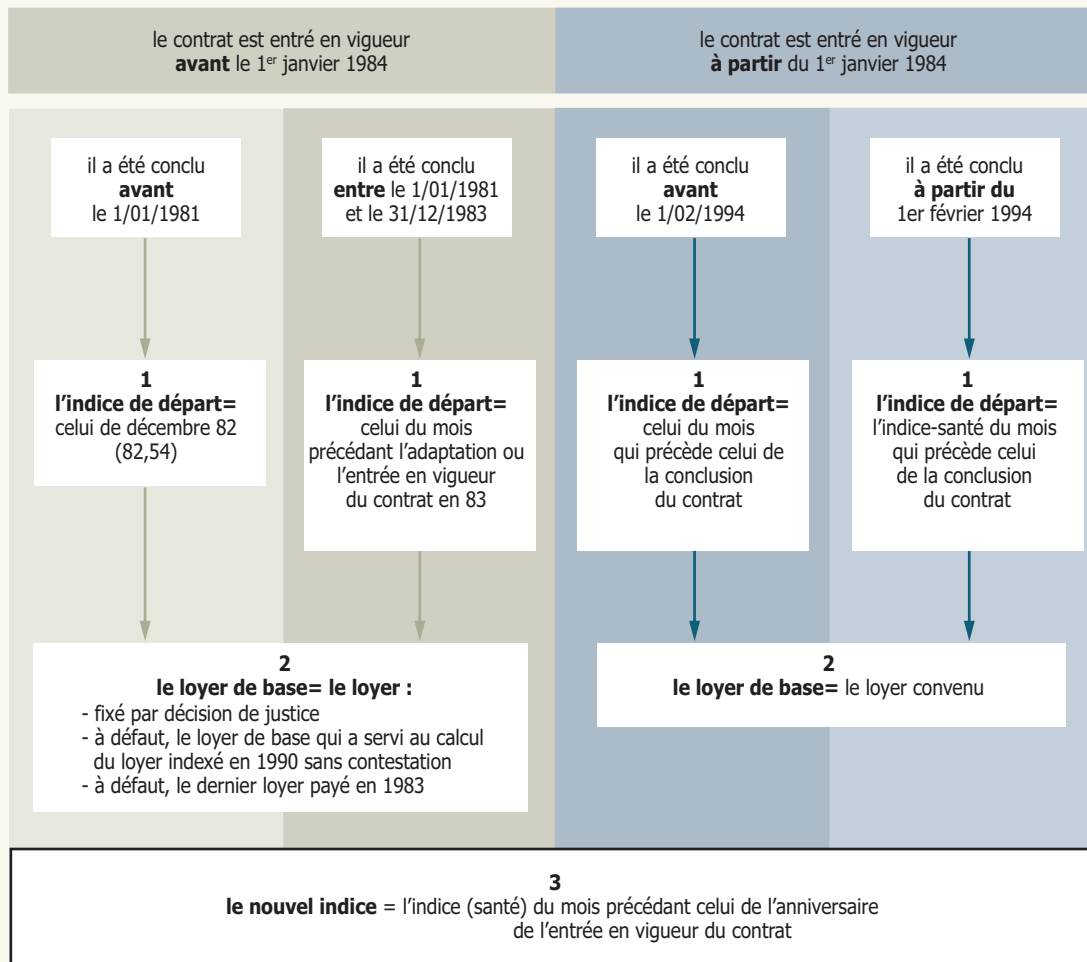 le contrat est entré en vigueur
avant le 1er janvier 1984
le contrat est entré en vigueur
à partir du 1er janvier 1984
il a été conclu
avant
le 1/01/1981
il a été conclu
entre le 1/01/1981
et le 31/12/1983
il a été conclu
avant
le 1/02/1994
il a été conclu
à partir du
1er février 1994
1
l'indice de départ=
celui de décembre 82
(82,54)
1
l'indice de départ=
celui du mois
précédant l'adaptation ou
l'entrée en vigueur
du contrat en 83
1
l'indice de départ=
celui du mois
qui précède celui de
la conclusion
du contrat
1
l'indice de départ=
l'indice-santé du mois
qui précède celui
de la conclusion
du contrat
2
le loyer de base= le loyer :
- fixé par décision de justice
- à défaut, le loyer de base qui a servi au calcul
du loyer indexé en 1990 sans contestation
- à défaut, le dernier loyer payé en 1983
2
le loyer de base= le loyer convenu
3
le nouvel indice = l'indice (santé) du mois précédant celui de l'anniversaire
de l'entrée en vigueur du contrat